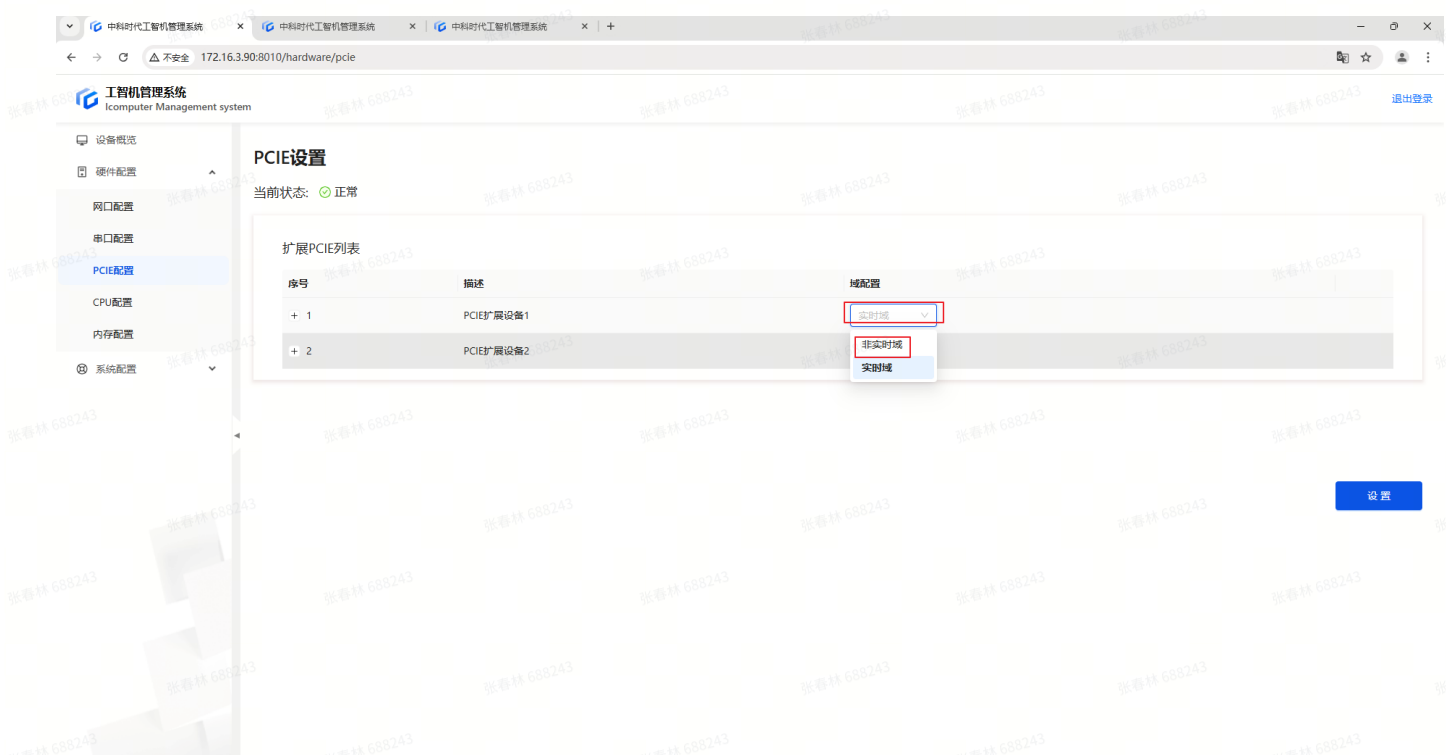 中科时代工智机管理系统 中科时代工智机管理系统 中科时代工智机管理系统
不安全 172.16.3.90:8010/hardware/pcie
工智机管理系统
Icomputer Management system
退出登录
设备概览
硬件配置
网口配置
串口配置
PCIE配置
CPU配置
内存配置
系统配置
PCIE设置
当前状态: 正常
扩展PCIE列表
序号 描述 域配置
+ 1 PCIE扩展设备1 实时域
+ 2 PCIE扩展设备2
非实时域
实时域
设 置
张春林 688243